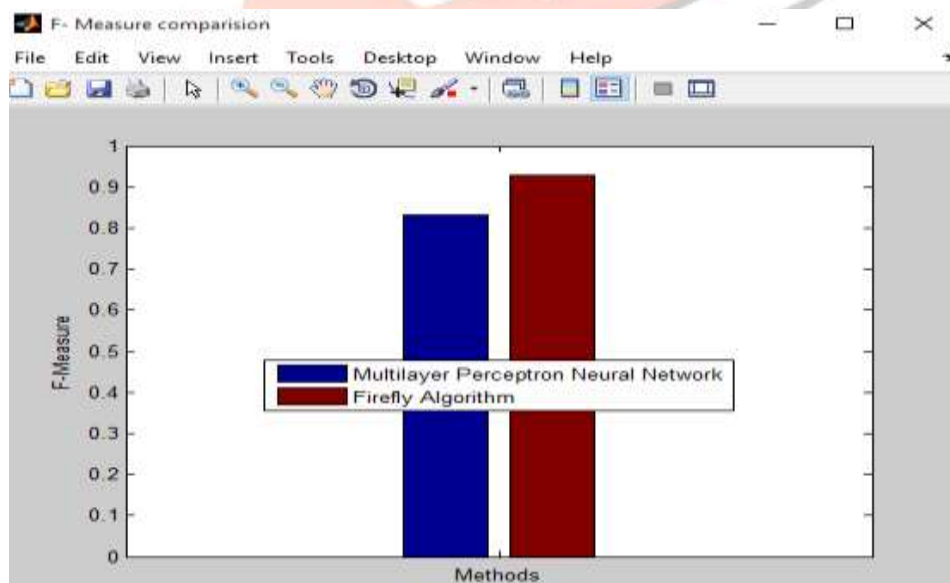 F- Measure comparision
File Edit View Insert Tools Desktop Window Help
1
0.9
0.8
0.7
0.6
0.5
0.4
0.3
0.2
0.1
0
F-Measure
Multilayer Perceptron Neural Network
Firefly Algorithm
Methods